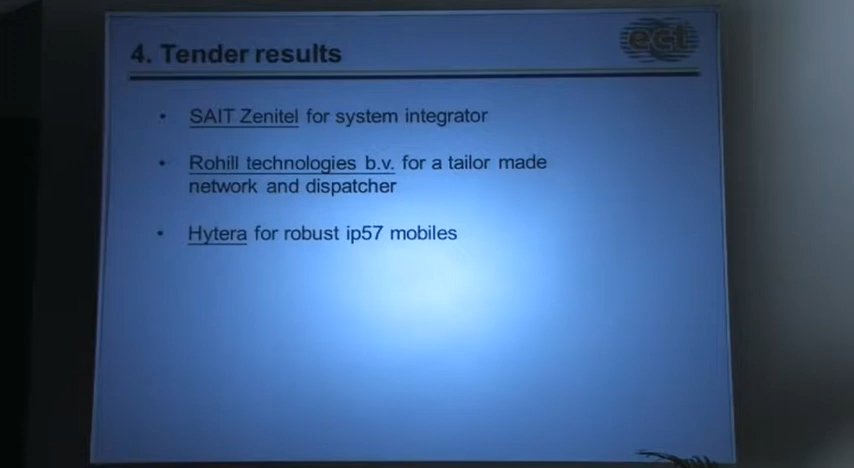 4. Tender results
ect
• SAIT Zenitel for system integrator
• Rohill technologies b.v. for a tailor made
network and dispatcher
• Hytera for robust ip57 mobiles